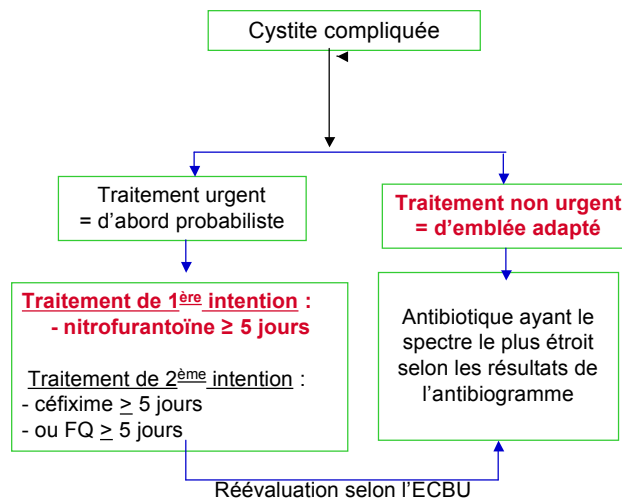 Cystite compliquée
Traitement urgent
= d'abord probabiliste
Traitement non urgent
= d'emblée adapté
Traitement de 1ère intention :
- nitrofurantoïne ≥ 5 jours
Traitement de 2ème intention :
- céfixime ≥ 5 jours
- ou FQ ≥ 5 jours
Antibiotique ayant le
spectre le plus étroit
selon les résultats de
l'antibiogramme
Réévaluation selon l'ECBU